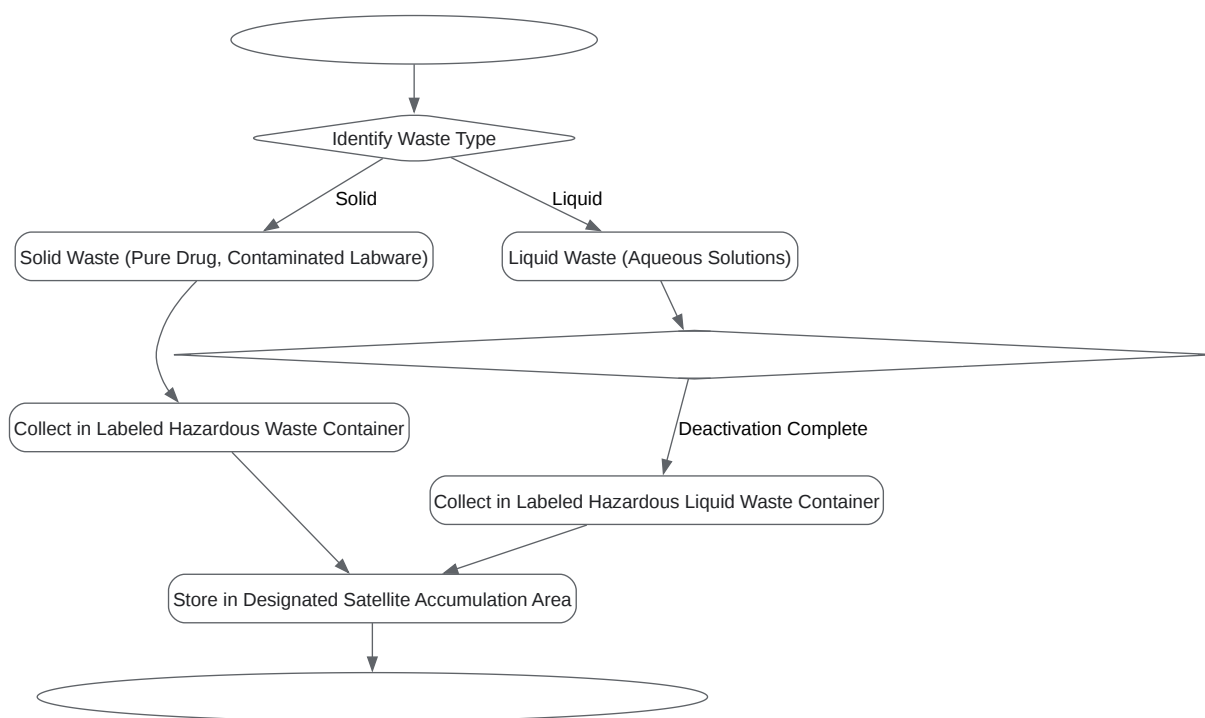 Identify Waste Type
Solid
Liquid
Solid Waste (Pure Drug, Contaminated Labware)
Liquid Waste (Aqueous Solutions)
Collect in Labeled Hazardous Waste Container
Deactivation Complete
Collect in Labeled Hazardous Liquid Waste Container
Store in Designated Satellite Accumulation Area